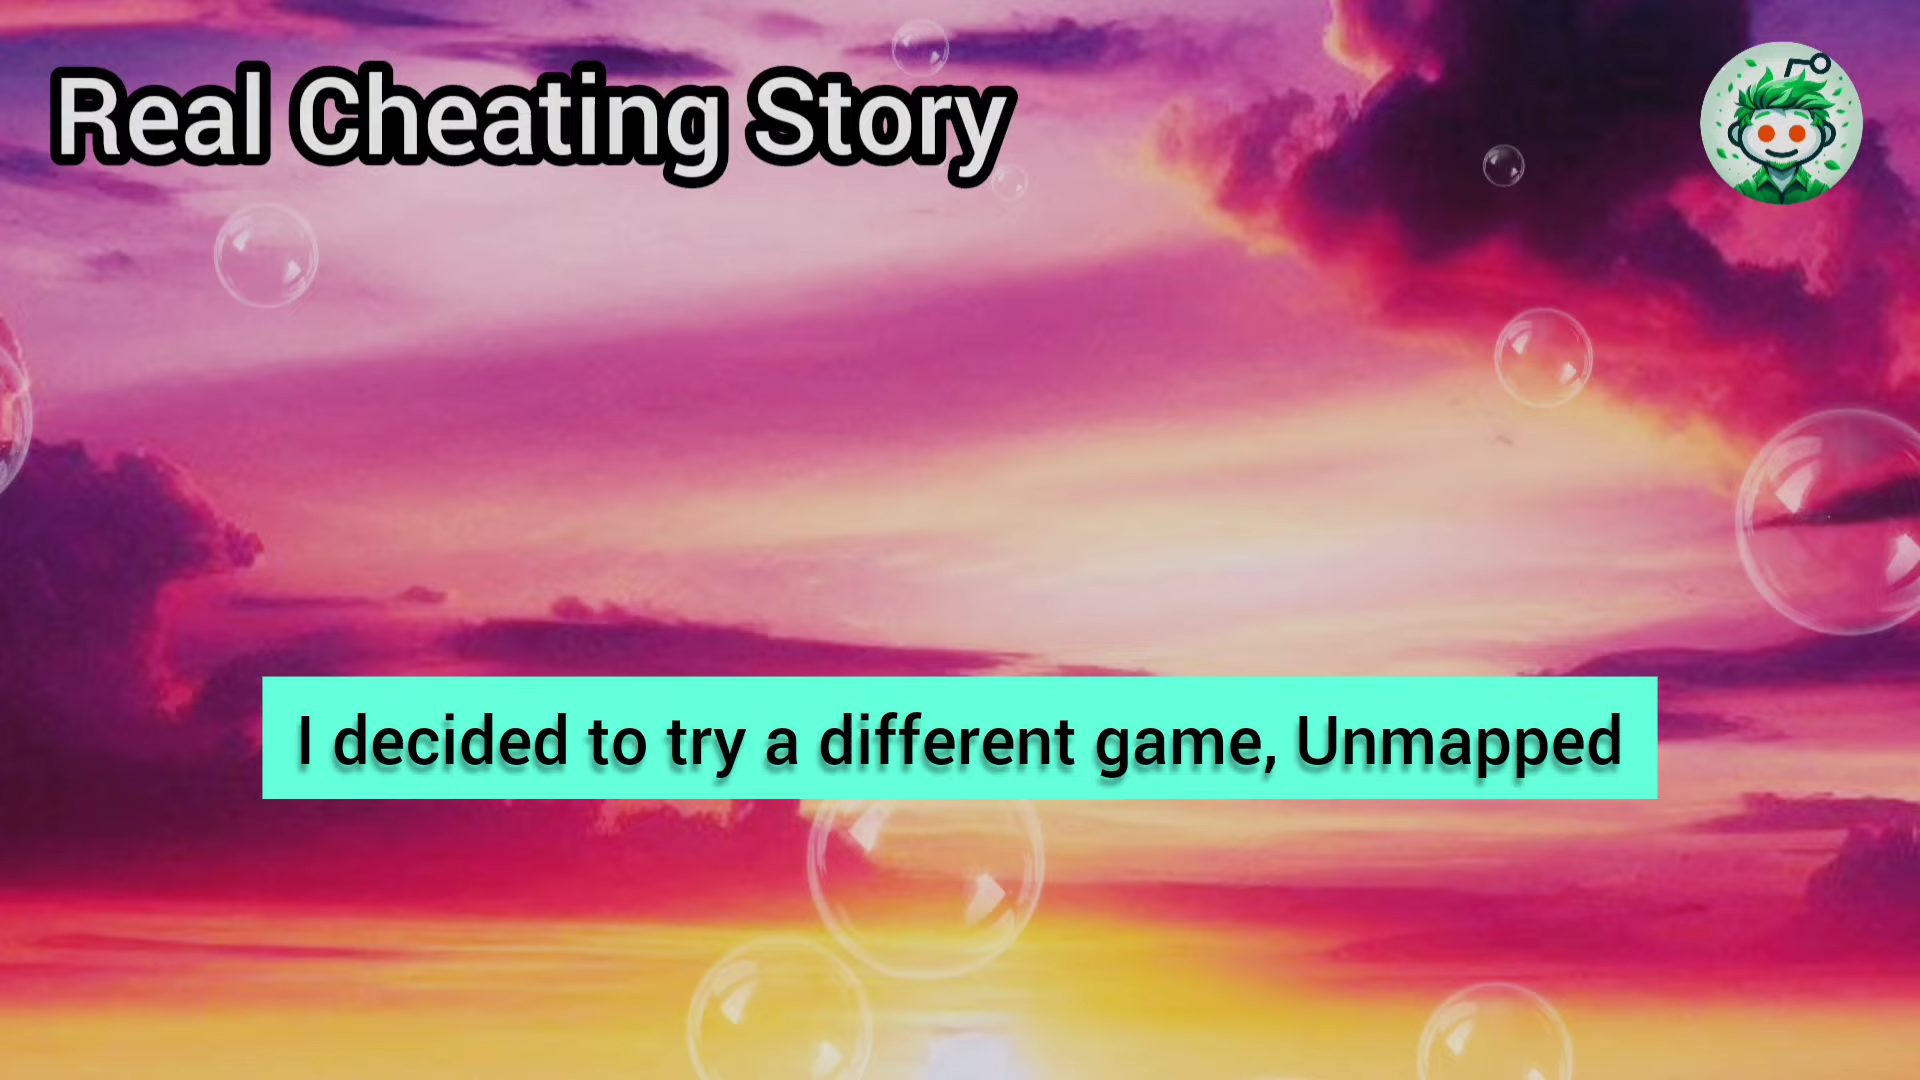 Real Cheating Story
I decided to try a different game, Unmapped